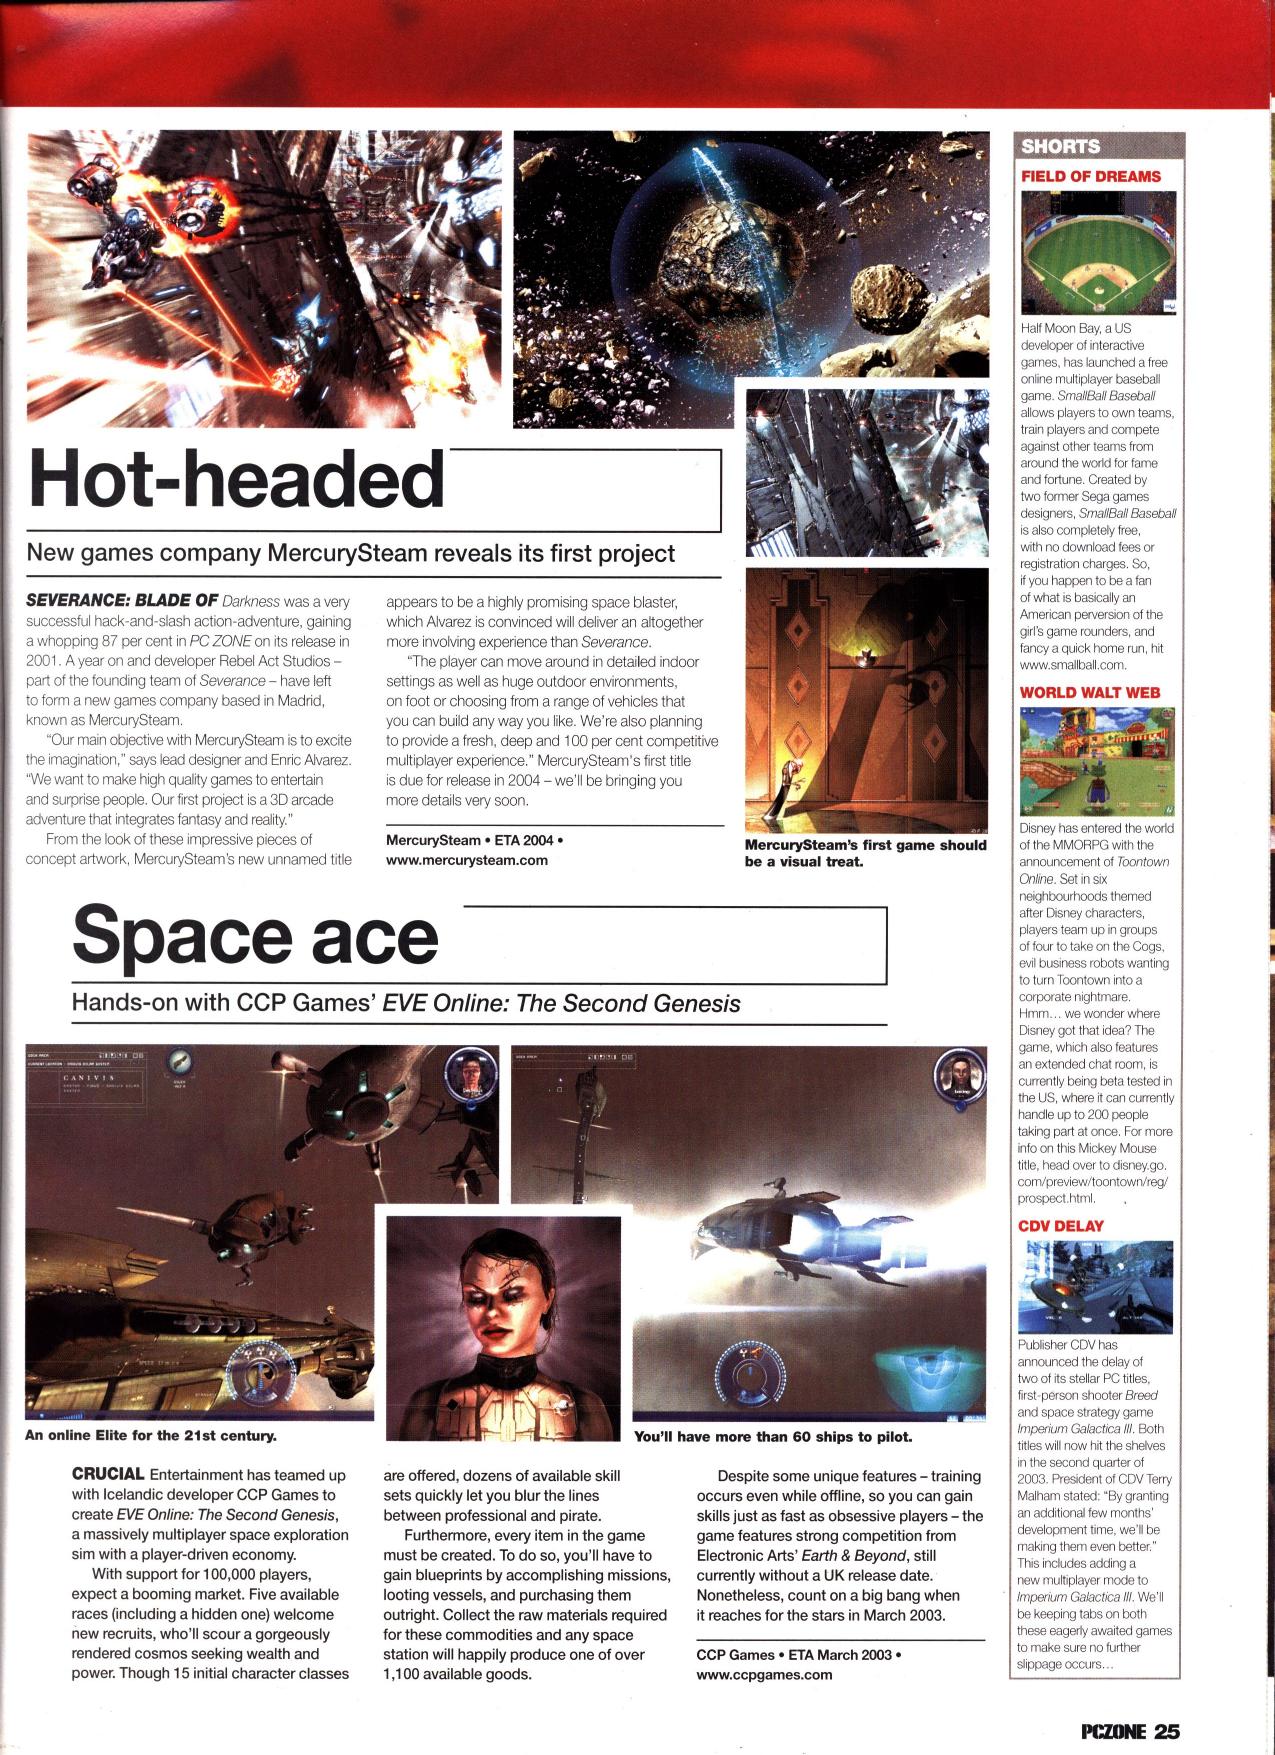 Hot-headed
New games company MercurySteam reveals its first project
SEVERANCE: BLADE OF Darkness was a very
successful hack-and-slash action-adventure, gaining
a whopping 87 per cent in PC ZONE on its release in
2001. A year on and developer Rebel Act Studios –
part of the founding team of Severance – have left
to form a new games company based in Madrid,
known as MercurySteam.
“Our main objective with MercurySteam is to excite
the imagination,” says lead designer and Enric Alvarez.
“We want to make high quality games to entertain
and surprise people. Our first project is a 3D arcade
adventure that integrates fantasy and reality.”
From the look of these impressive pieces of
concept artwork, MercurySteam's new unnamed title
appears to be a highly promising space blaster,
which Alvarez is convinced will deliver an altogether
more involving experience than Severance.
“The player can move around in detailed indoor
settings as well as huge outdoor environments,
on foot or choosing from a range of vehicles that
you can build any way you like. We're also planning
to provide a fresh, deep and 100 per cent competitive
multiplayer experience.” MercurySteam's first title
is due for release in 2004 – we'll be bringing you
more details very soon.
MercurySteam • ETA 2004 •
www.mercurysteam.com
MercurySteam's first game should
be a visual treat.
Space ace
Hands-on with CCP Games' EVE Online: The Second Genesis
CANIVIS
An online Elite for the 21st century.
You'll have more than 60 ships to pilot.
CRUCIAL Entertainment has teamed up
with Icelandic developer CCP Games to
create EVE Online: The Second Genesis,
a massively multiplayer space exploration
sim with a player-driven economy.
With support for 100,000 players,
expect a booming market. Five available
races (including a hidden one) welcome
new recruits, who'll scour a gorgeously
rendered cosmos seeking wealth and
power. Though 15 initial character classes
are offered, dozens of available skill
sets quickly let you blur the lines
between professional and pirate.
Furthermore, every item in the game
must be created. To do so, you'll have to
gain blueprints by accomplishing missions,
looting vessels, and purchasing them
outright. Collect the raw materials required
for these commodities and any space
station will happily produce one of over
1,100 available goods.
Despite some unique features – training
occurs even while offline, so you can gain
skills just as fast as obsessive players – the
game features strong competition from
Electronic Arts' Earth & Beyond, still
currently without a UK release date.
Nonetheless, count on a big bang when
it reaches for the stars in March 2003.
CCP Games • ETA March 2003 •
www.ccpgames.com
SHORTS
FIELD OF DREAMS
Half Moon Bay, a US
developer of interactive
games, has launched a free
online multiplayer baseball
game. SmallBall Baseball
allows players to own teams,
train players and compete
against other teams from
around the world for fame
and fortune. Created by
two former Sega games
designers, SmallBall Baseball
is also completely free,
with no download fees or
registration charges. So,
if you happen to be a fan
of what is basically an
American perversion of the
girl's game rounders, and
fancy a quick home run, hit
www.smallball.com.
WORLD WALT WEB
Disney has entered the world
of the MMORPG with the
announcement of Toontown
Online. Set in six
neighbourhoods themed
after Disney characters,
players team up in groups
of four to take on the Cogs,
evil business robots wanting
to turn Toontown into a
corporate nightmare.
Hmm… we wonder where
Disney got that idea? The
game, which also features
an extended chat room, is
currently being beta tested in
the US, where it can currently
handle up to 200 people
taking part at once. For more
info on this Mickey Mouse
title, head over to disney.go.
com/preview/toontown/reg/
prospect.html.
CDV DELAY
Publisher CDV has
announced the delay of
two of its stellar PC titles,
first-person shooter Breed
and space strategy game
Imperium Galactica III. Both
titles will now hit the shelves
in the second quarter of
2003. President of CDV Terry
Malham stated: “By granting
an additional few months'
development time, we'll be
making them even better.”
This includes adding a
new multiplayer mode to
Imperium Galactica III. We'll
be keeping tabs on both
these eagerly awaited games
to make sure no further
slippage occurs…
PCZONE 25